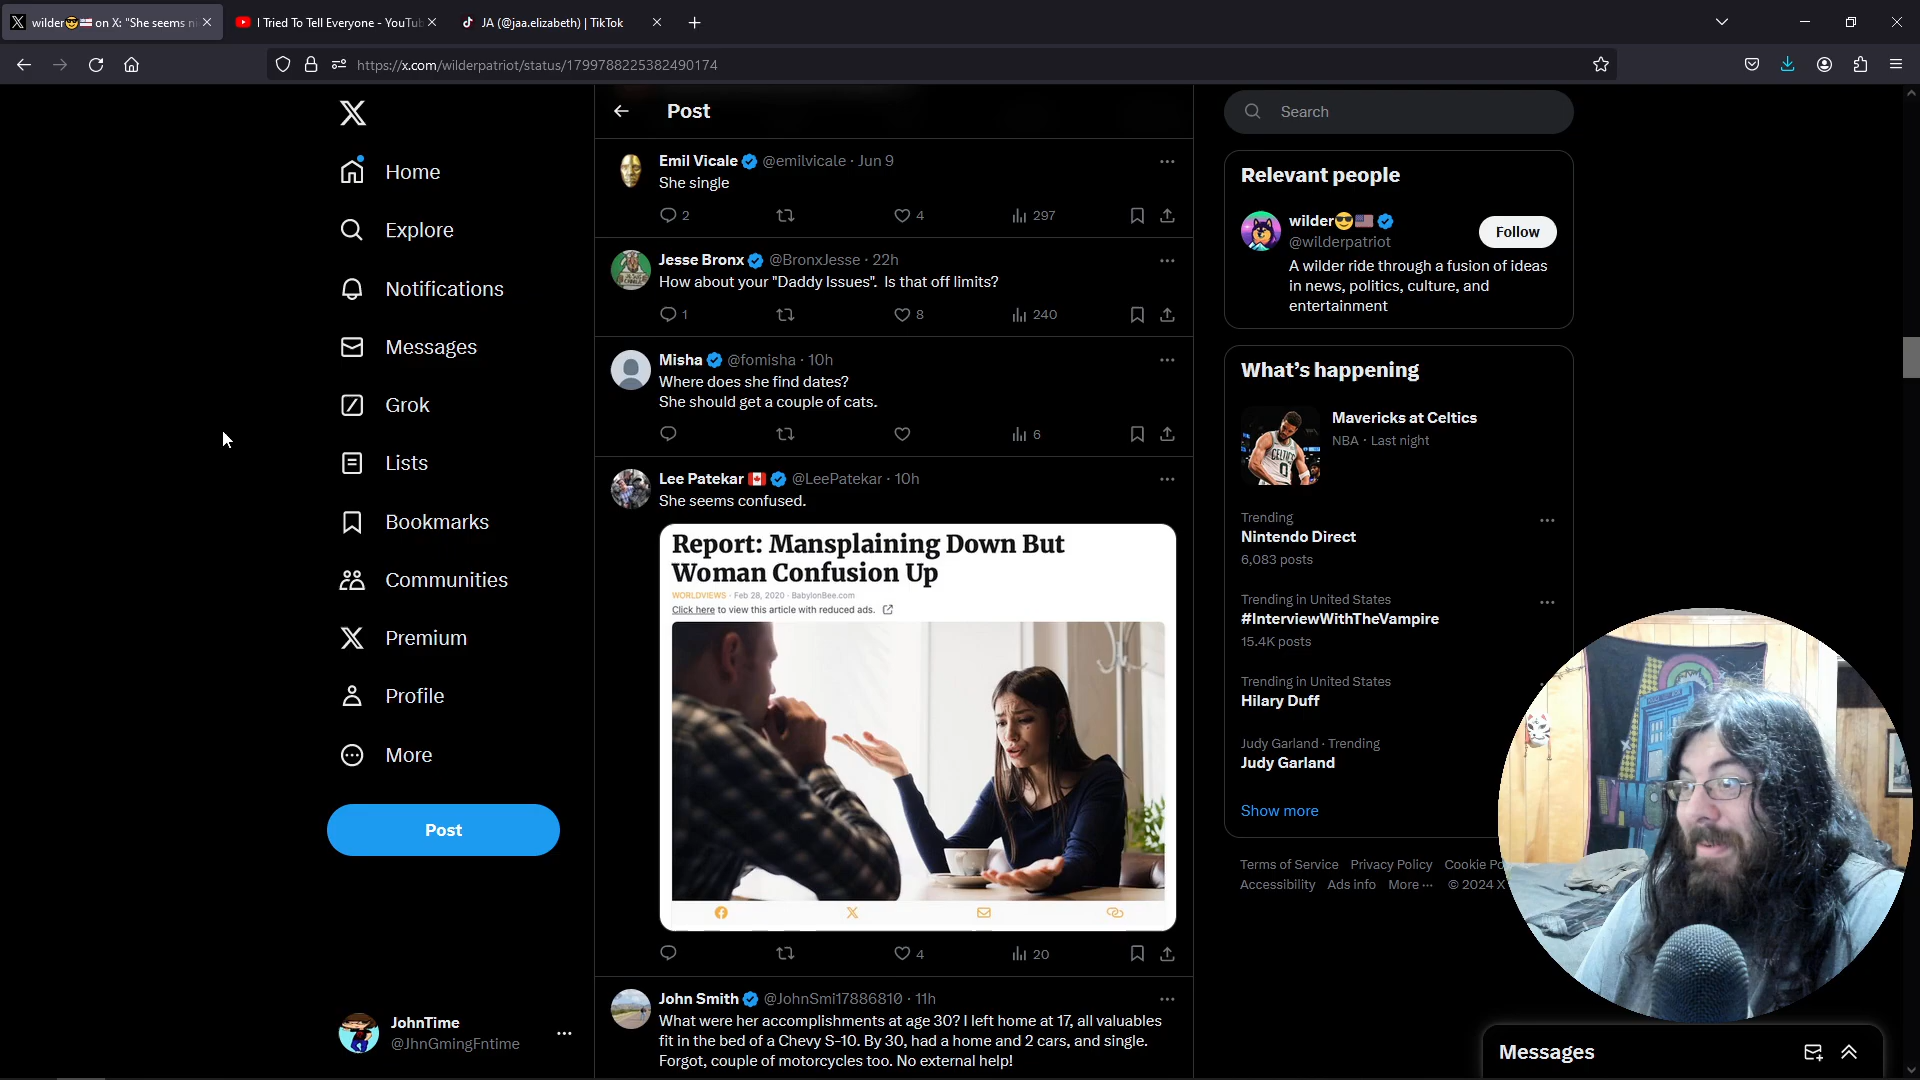 wilder😎🇺🇸 on X: "She seems ni
I Tried To Tell Everyone - YouTub
JA (@jaa.elizabeth) | TikTok
https://x.com/wilderpatriot/status/1799788225382490174
Home
Explore
Notifications
Messages
Grok
Lists
Bookmarks
Communities
Premium
Profile
More
Post
JohnTime
@JhnGmingFntime
Post
Emil Vicale @emilvicale · Jun 9
She single
2 4 297
Jesse Bronx @BronxJesse · 22h
How about your "Daddy Issues". Is that off limits?
1 8 240
Misha @fomisha · 10h
Where does she find dates?
She should get a couple of cats.
6
Lee Patekar 🇨🇦 @LeePatekar · 10h
She seems confused.
Report: Mansplaining Down But
Woman Confusion Up
WORLDVIEWS · Feb 28, 2020 · BabylonBee.com
Click here to view this article with reduced ads.
4 20
John Smith @JohnSmi17886810 · 11h
What were her accomplishments at age 30? I left home at 17, all valuables
fit in the bed of a Chevy S-10. By 30, had a home and 2 cars, and single.
Forgot, couple of motorcycles too. No external help!
Search
Relevant people
wilder😎🇺🇸
@wilderpatriot
Follow
A wilder ride through a fusion of ideas
in news, politics, culture, and
entertainment
What's happening
Mavericks at Celtics
NBA · Last night
CELTICS
0
Trending
Nintendo Direct
6,083 posts
Trending in United States
#InterviewWithTheVampire
15.4K posts
Trending in United States
Hilary Duff
Judy Garland · Trending
Judy Garland
Show more
Terms of Service Privacy Policy Cookie Po
Accessibility Ads info More ··· © 2024 X
Messages